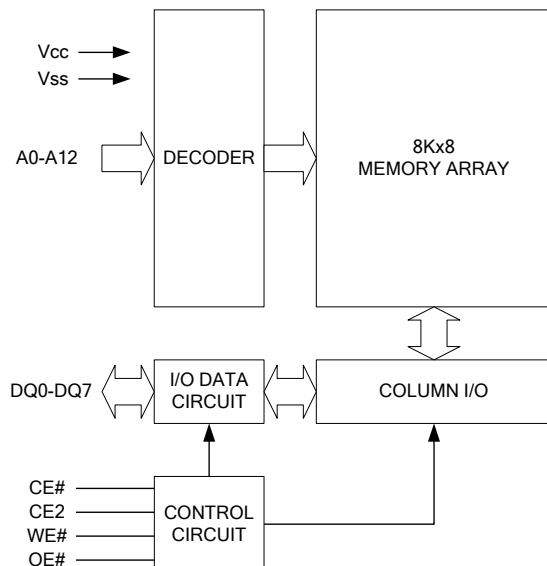 Vcc
Vss
A0-A12
DECODER
8Kx8
MEMORY ARRAY
DQ0-DQ7
I/O DATA
CIRCUIT
COLUMN I/O
CE#
CE2
WE#
OE#
CONTROL
CIRCUIT